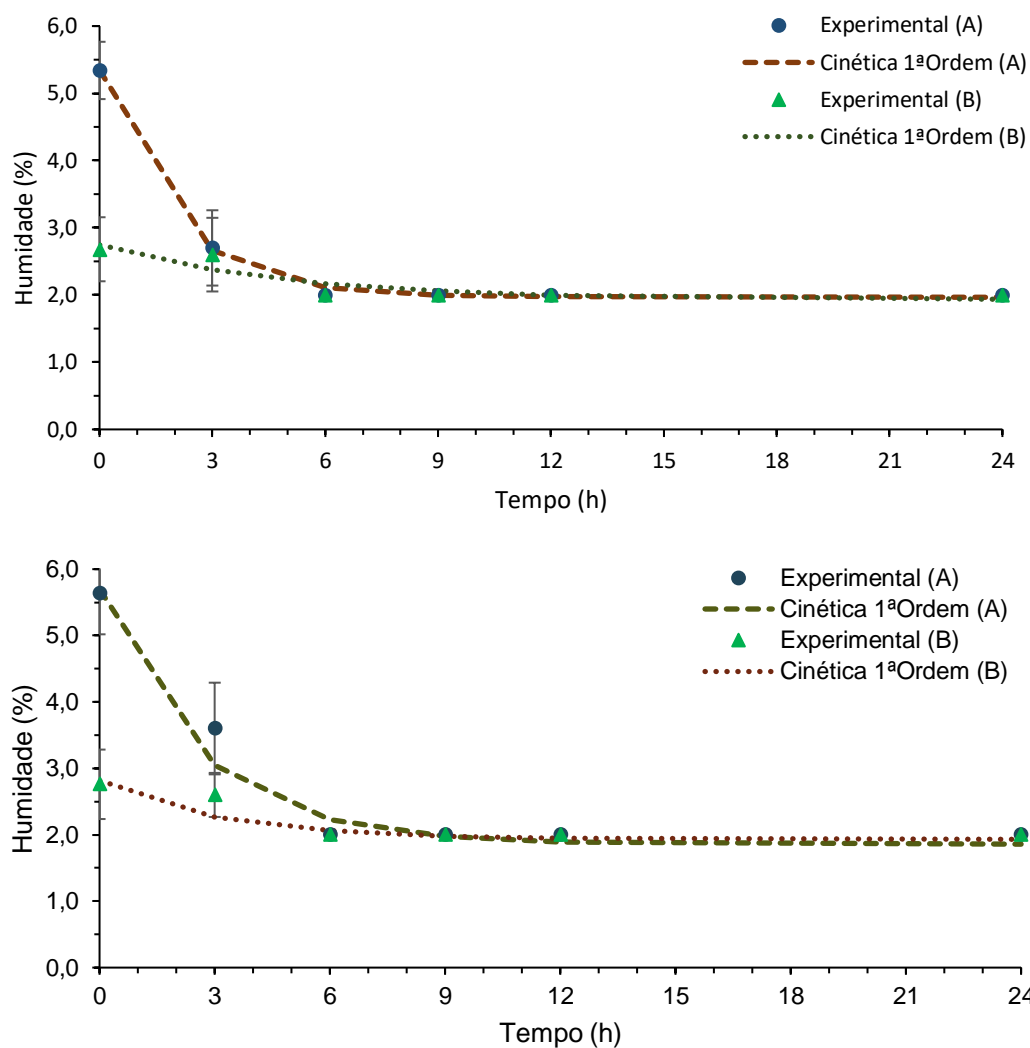 6,0
5,0
4,0
3,0
2,0
1,0
0,0
Humidade (%)
Experimental (A)
Cinética 1ªOrdem (A)
Experimental (B)
Cinética 1ªOrdem (B)
0 3 6 9 12 15 18 21 24
Tempo (h)
6,0
5,0
4,0
3,0
2,0
1,0
0,0
Humidade (%)
Experimental (A)
Cinética 1ªOrdem (A)
Experimental (B)
Cinética 1ªOrdem (B)
0 3 6 9 12 15 18 21 24
Tempo (h)